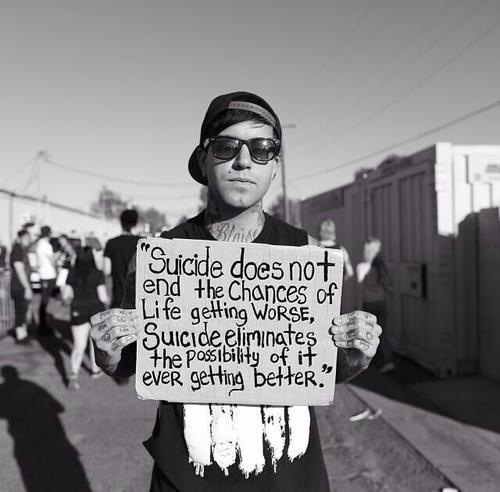 Blaise
"Suicide does not
end the Chances of
Life getting WORSE,
Suicide eliminates
the possibility of it
ever getting better."